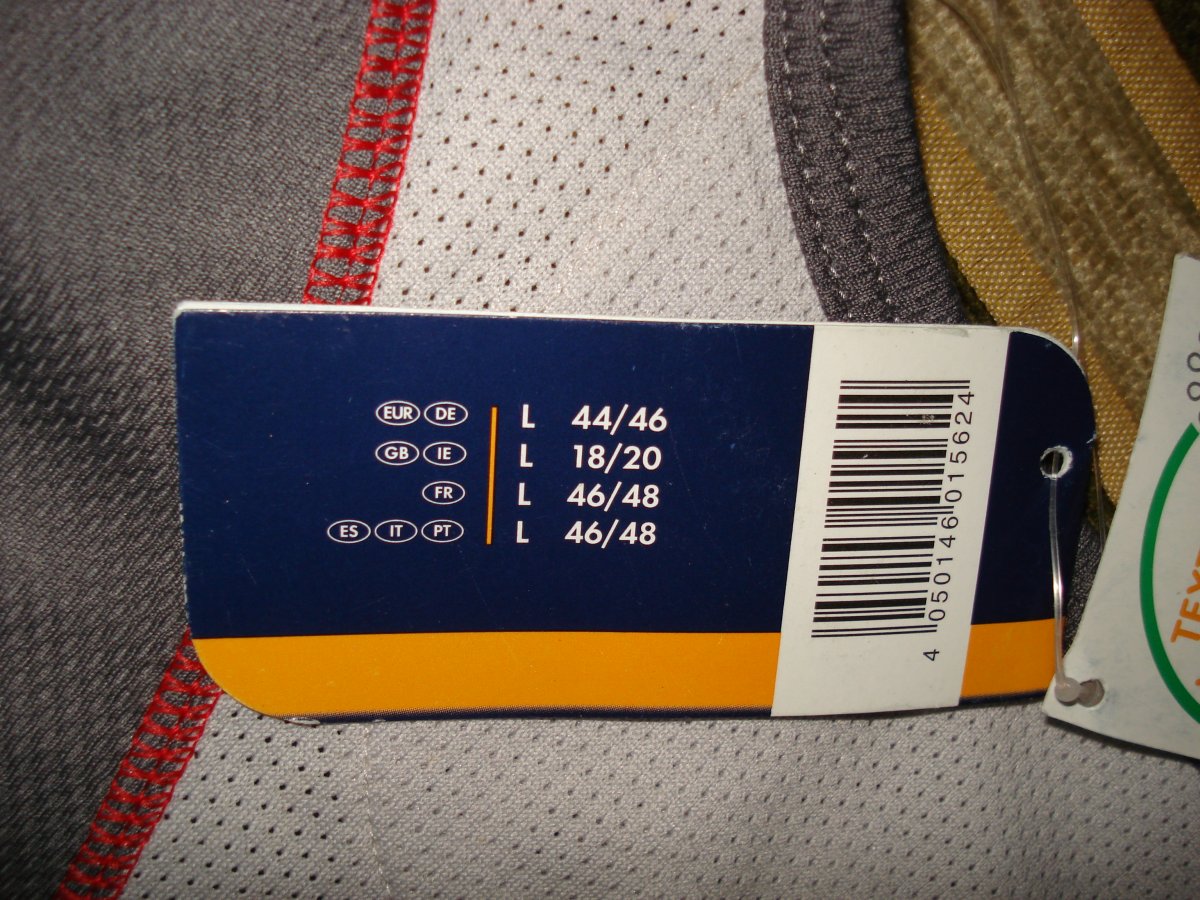 EUR DE L 44/46
GB IE L 18/20
FR L 46/48
ES IT PT L 46/48
4 050146 015624